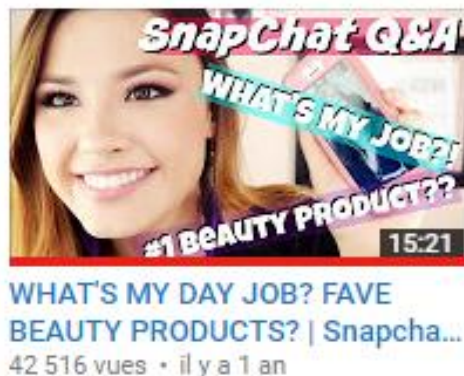 SnapChat Q&A
WHAT'S MY JOB?!
#1 BEAUTY PRODUCT??
15:21
WHAT'S MY DAY JOB? FAVE
BEAUTY PRODUCTS? | Snapcha...
42 516 vues • il y a 1 an